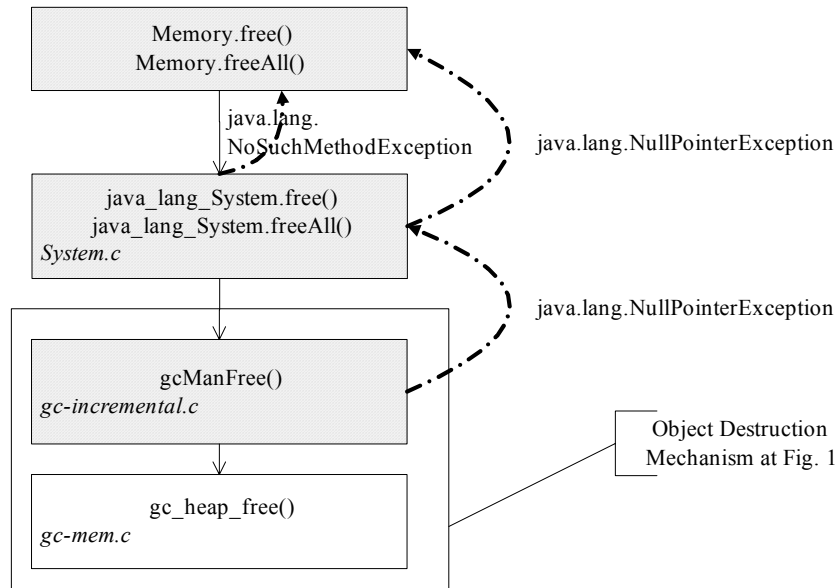 Memory.free()
Memory.freeAll()
java.lang.
NoSuchMethodException
java.lang.NullPointerException
java_lang_System.free()
java_lang_System.freeAll()
System.c
java.lang.NullPointerException
gcManFree()
gc-incremental.c
Object Destruction
Mechanism at Fig. 1
gc_heap_free()
gc-mem.c